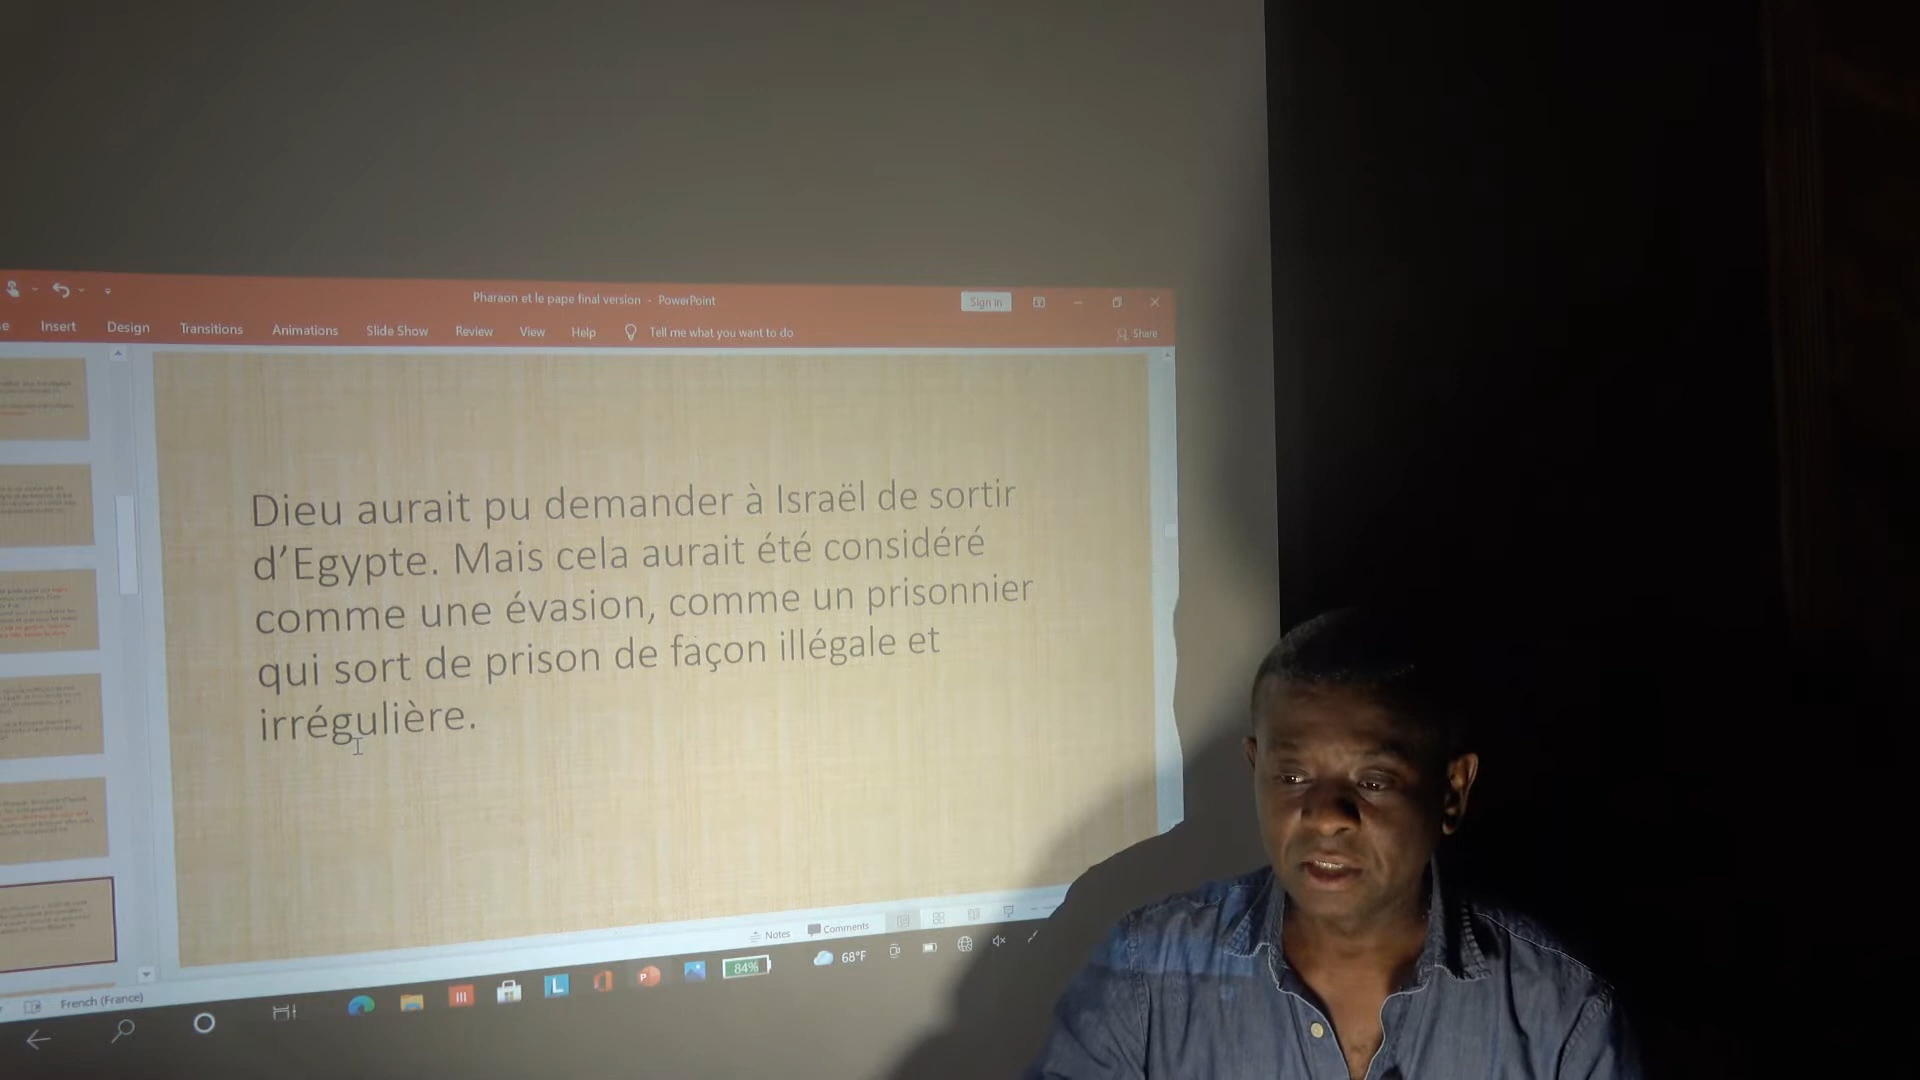 Pharaon et le pape final version - PowerPoint
Sign in
Insert Design Transitions Animations Slide Show Review View Help Tell me what you want to do
Share
Dieu aurait pu demander à Israël de sortir
d’Egypte. Mais cela aurait été considéré
comme une évasion, comme un prisonnier
qui sort de prison de façon illégale et
irrégulière.
Notes Comments
84% 68°F
French (France)